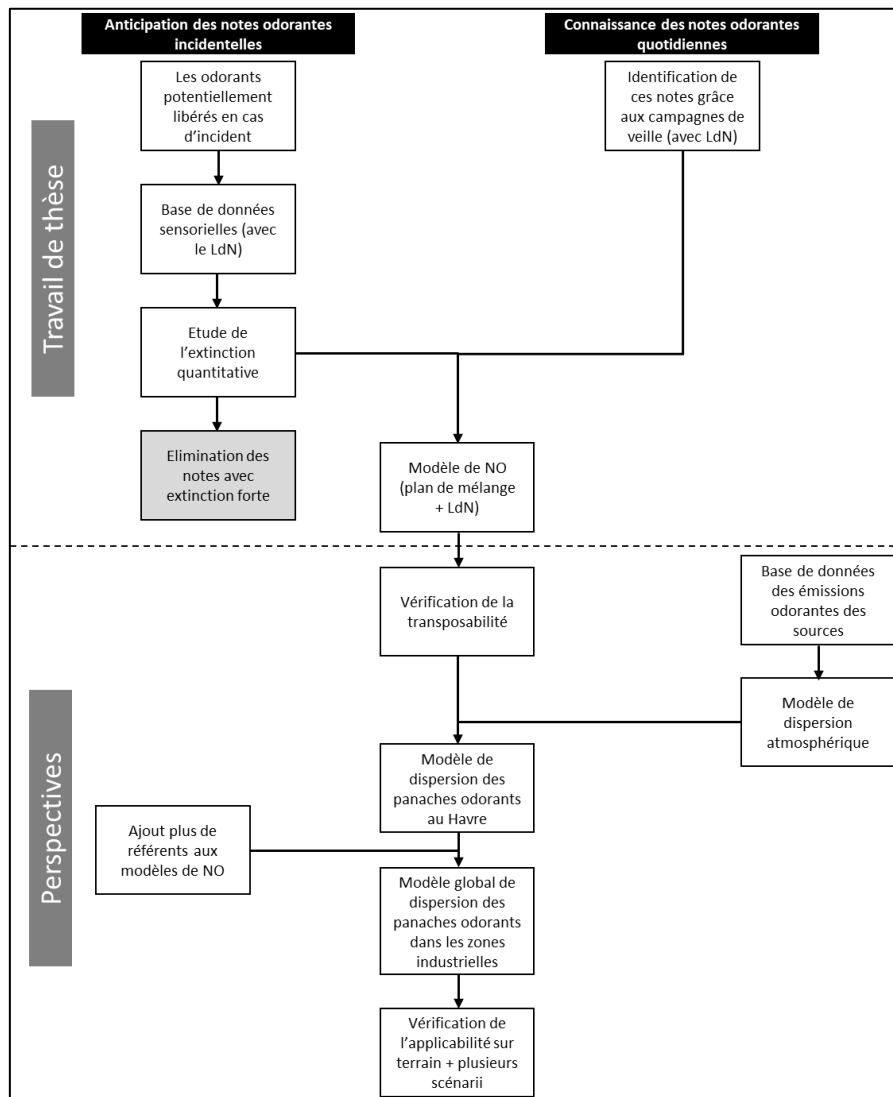 Anticipation des notes odorantes
incidentelles
Connaissance des notes odorantes
quotidiennes
Travail de thèse
Les odorants
potentiellement
libérés en cas
d’incident
Identification de
ces notes grâce
aux campagnes de
veille (avec LdN)
Base de données
sensorielles (avec
le LdN)
Etude de
l’extinction
quantitative
Elimination des
notes avec
extinction forte
Modèle de NO
(plan de mélange
+ LdN)
Perspectives
Vérification de la
transposabilité
Base de données
des émissions
odorantes des
sources
Modèle de
dispersion
atmosphérique
Modèle de
dispersion des
panaches odorants
au Havre
Ajout plus de
référents aux
modèles de NO
Modèle global de
dispersion des
panaches odorants
dans les zones
industrielles
Vérification de
l’applicabilité sur
terrain + plusieurs
scénarii